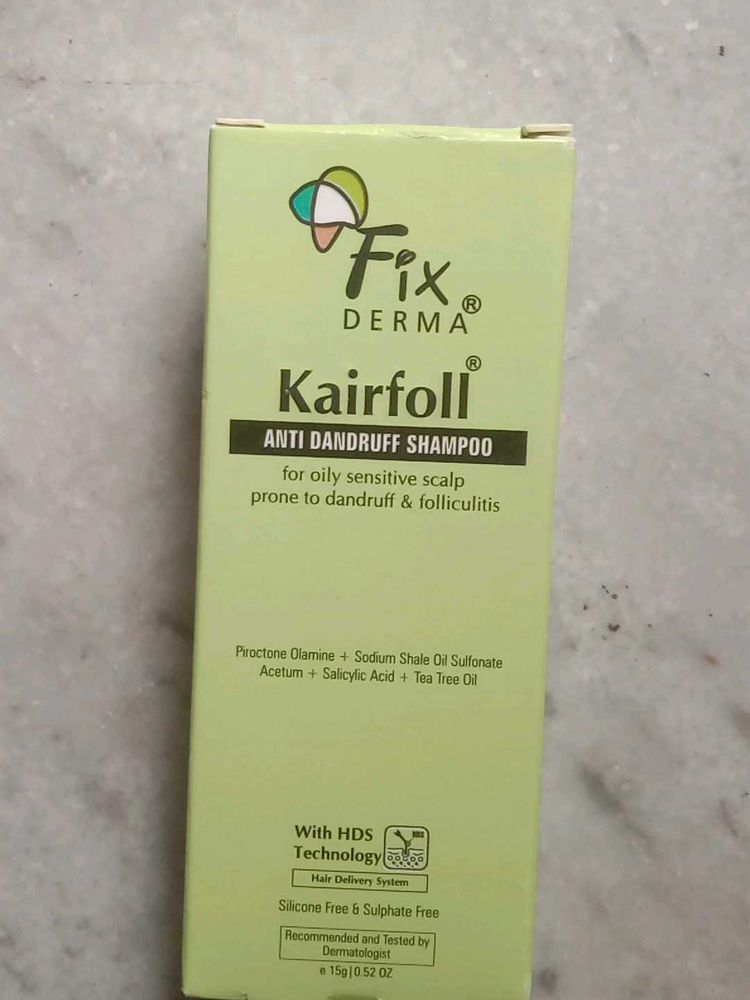 Fix®
DERMA
Kairfoll®
ANTI DANDRUFF SHAMPOO
for oily sensitive scalp
prone to dandruff & folliculitis
Piroctone Olamine + Sodium Shale Oil Sulfonate
Acetum + Salicylic Acid + Tea Tree Oil
With HDS
Technology
HDS
Hair Delivery System
Silicone Free & Sulphate Free
Recommended and Tested by
Dermatologist
e 15g|0.52 OZ